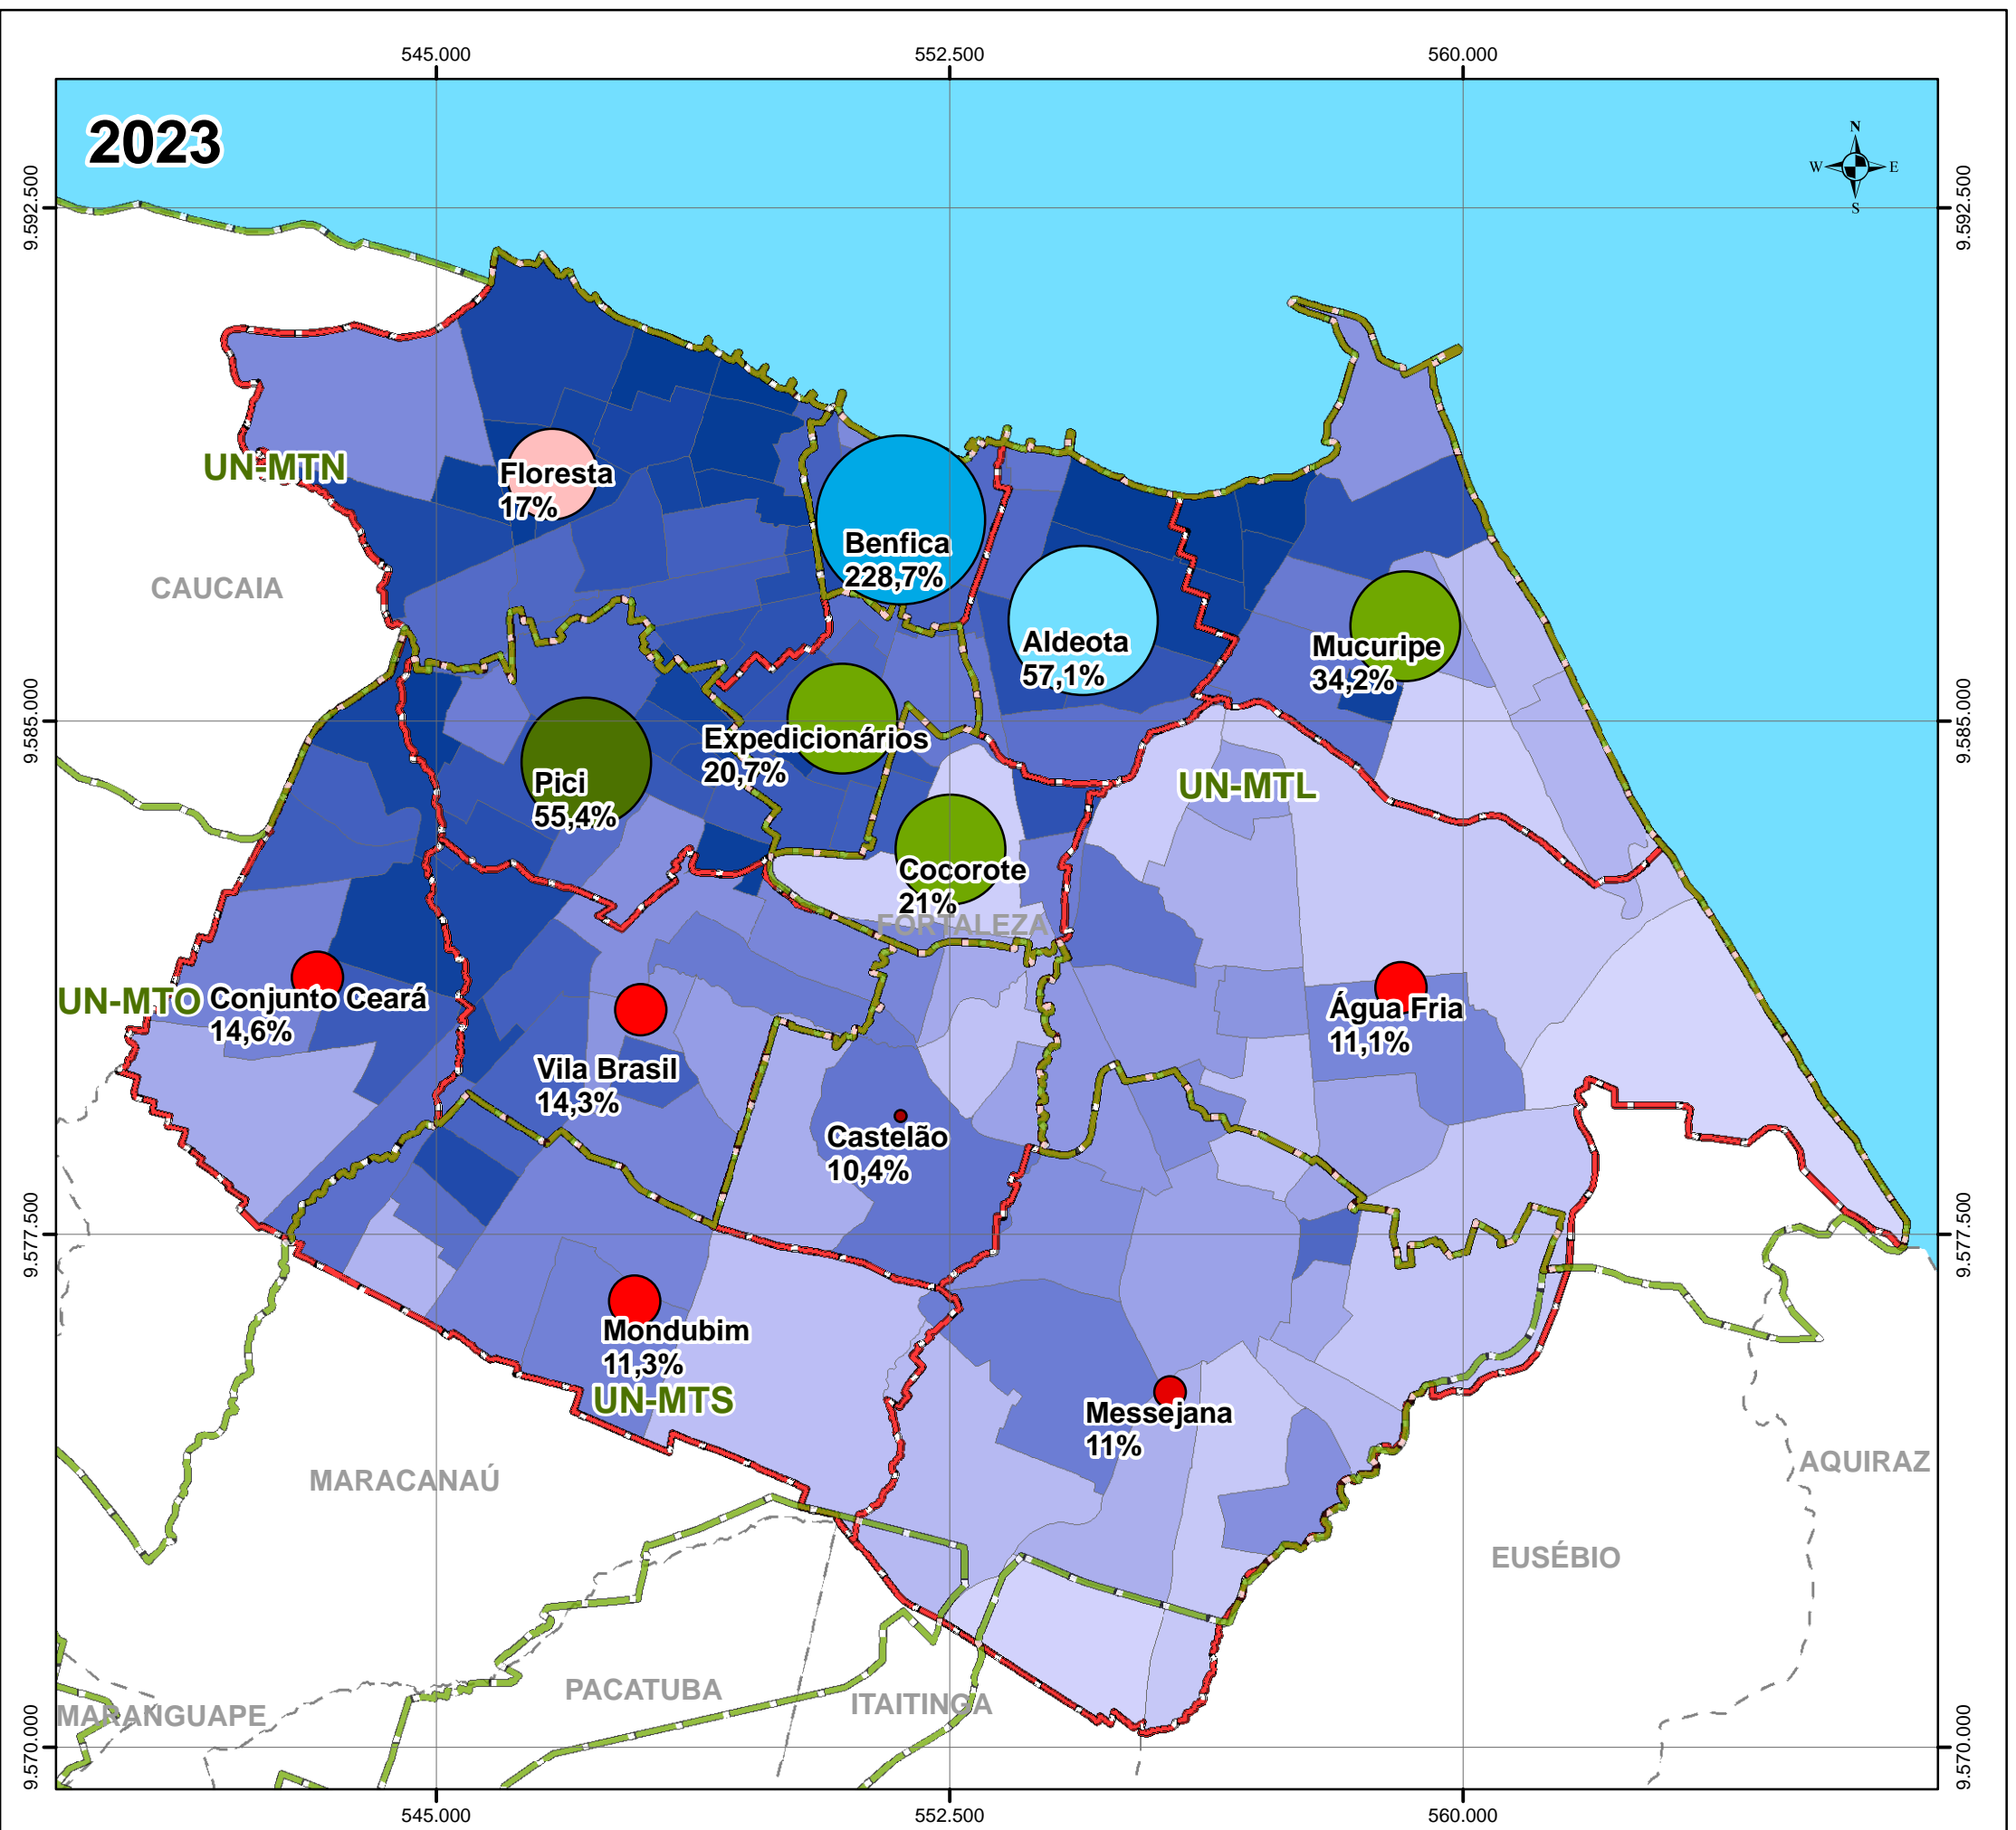 545.000
552.500
560.000
2023
N
W
E
S
9.592.500
9.592.500
UN-MTN
Floresta
17%
Benfica
228,7%
CAUCAIA
Aldeota
57,1%
Mucuripe
34,2%
9.585.000
9.585.000
Expedicionários
20,7%
Pici
55,4%
UN-MTL
Cocorote
21%
FORTALEZA
UN-MTO
Conjunto Ceará
14,6%
Água Fria
11,1%
Vila Brasil
14,3%
Castelão
10,4%
9.577.500
9.577.500
Mondubim
11,3%
UN-MTS
Messejana
11%
MARACANAÚ
AQUIRAZ
EUSÉBIO
PACATUBA
ITAITINGA
MARANGUAPE
9.570.000
9.570.000
545.000
552.500
560.000